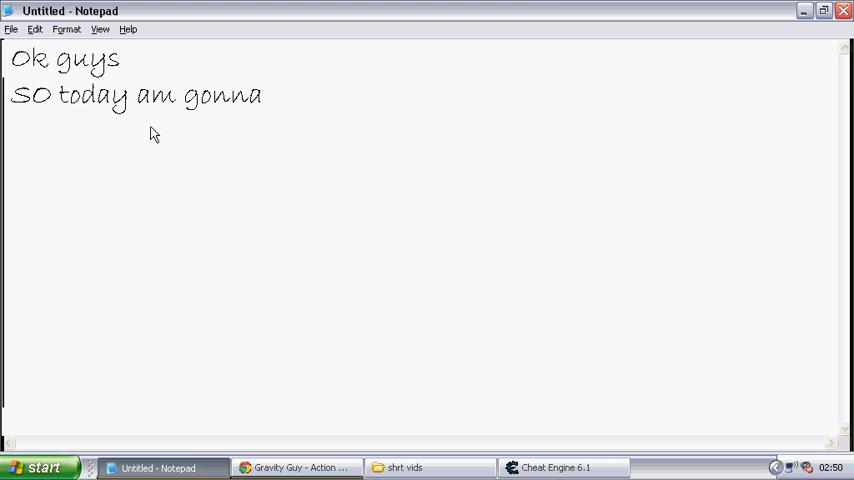 Untitled - Notepad
File Edit Format View Help
Ok guys
SO today am gonna
start Untitled - Notepad Gravity Guy - Action ... shrt vids Cheat Engine 6.1 02:50